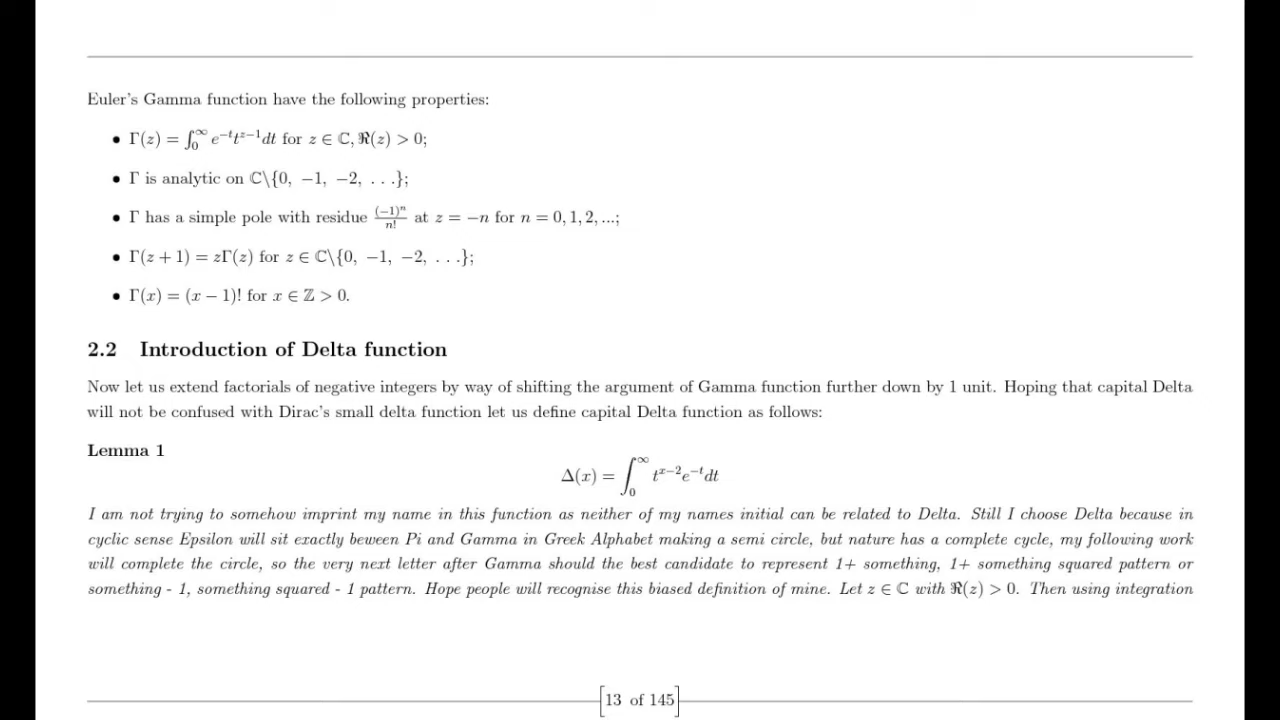 Euler's Gamma function have the following properties:
• Γ(z) = ∫₀^∞ e^{−t}t^{z−1}dt for z ∈ ℂ, ℜ(z) > 0;
• Γ is analytic on ℂ\{0, −1, −2, . . .};
• Γ has a simple pole with residue (−1)^n/n! at z = −n for n = 0, 1, 2, ...;
• Γ(z + 1) = zΓ(z) for z ∈ ℂ\{0, −1, −2, . . .};
• Γ(x) = (x − 1)! for x ∈ ℤ > 0.
2.2 Introduction of Delta function
Now let us extend factorials of negative integers by way of shifting the argument of Gamma function further down by 1 unit. Hoping that capital Delta
will not be confused with Dirac's small delta function let us define capital Delta function as follows:
Lemma 1
Δ(x) = ∫₀^∞ t^{x−2}e^{−t}dt
I am not trying to somehow imprint my name in this function as neither of my names initial can be related to Delta. Still I choose Delta because in
cyclic sense Epsilon will sit exactly beween Pi and Gamma in Greek Alphabet making a semi circle, but nature has a complete cycle, my following work
will complete the circle, so the very next letter after Gamma should the best candidate to represent 1+ something, 1+ something squared pattern or
something - 1, something squared - 1 pattern. Hope people will recognise this biased definition of mine. Let z ∈ ℂ with ℜ(z) > 0. Then using integration
[13 of 145]